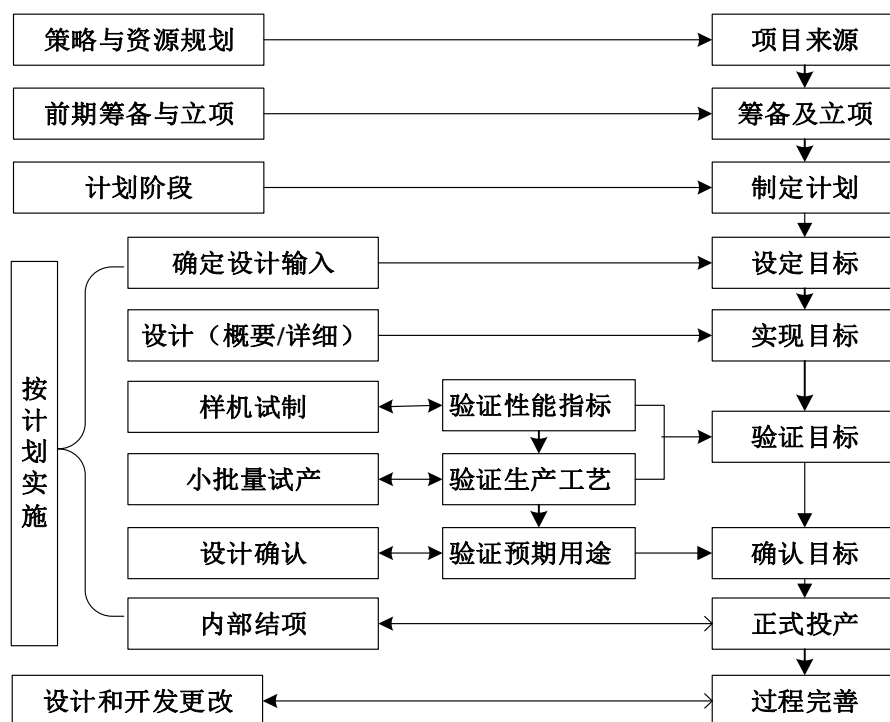 策略与资源规划
项目来源
前期筹备与立项
筹备及立项
计划阶段
制定计划
按计划实施
确定设计输入
设定目标
设计（概要/详细）
实现目标
样机试制
验证性能指标
验证目标
小批量试产
验证生产工艺
设计确认
验证预期用途
确认目标
内部结项
正式投产
设计和开发更改
过程完善